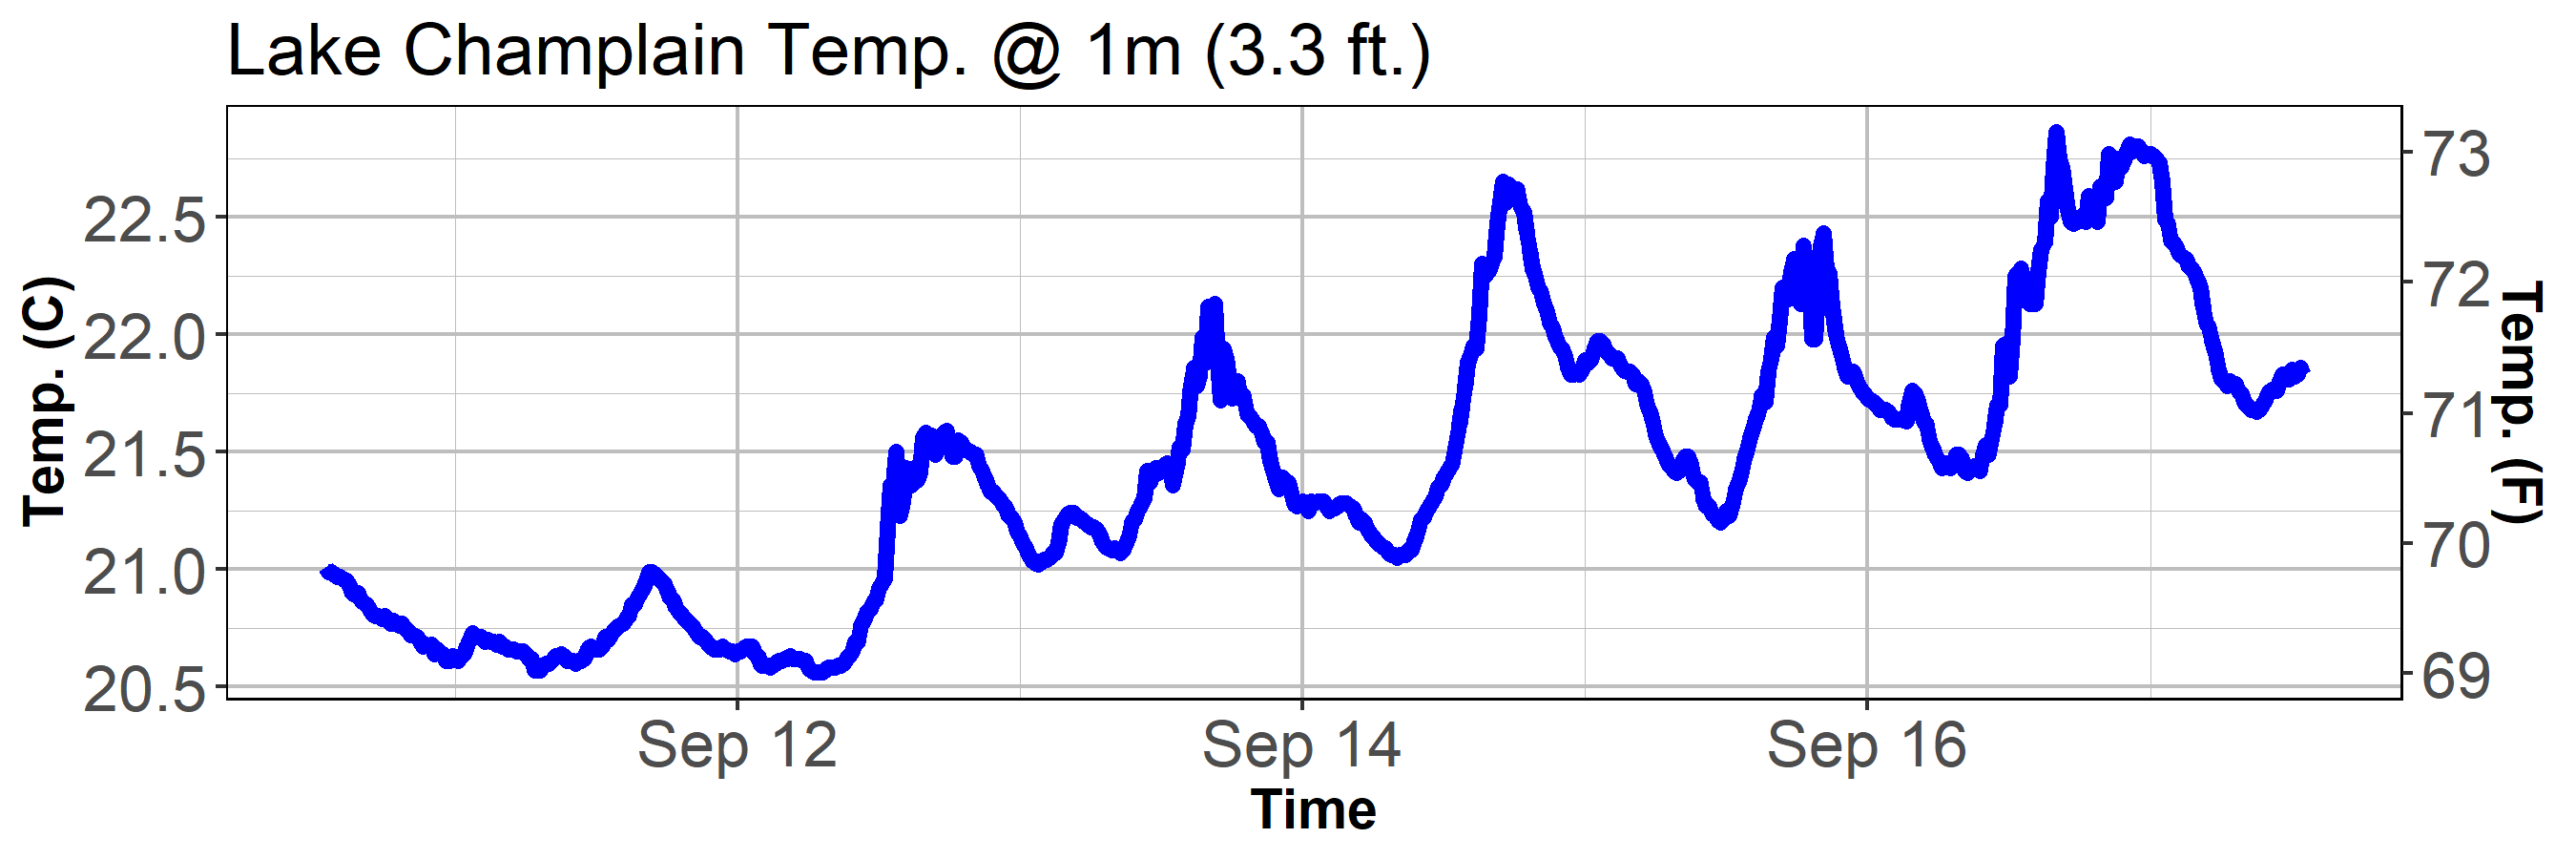 Lake Champlain Temp. @ 1m (3.3 ft.)
Temp. (C)
22.5
22.0
21.5
21.0
20.5
73
72
71
70
69
Temp. (F)
Sep 12
Sep 14
Sep 16
Time